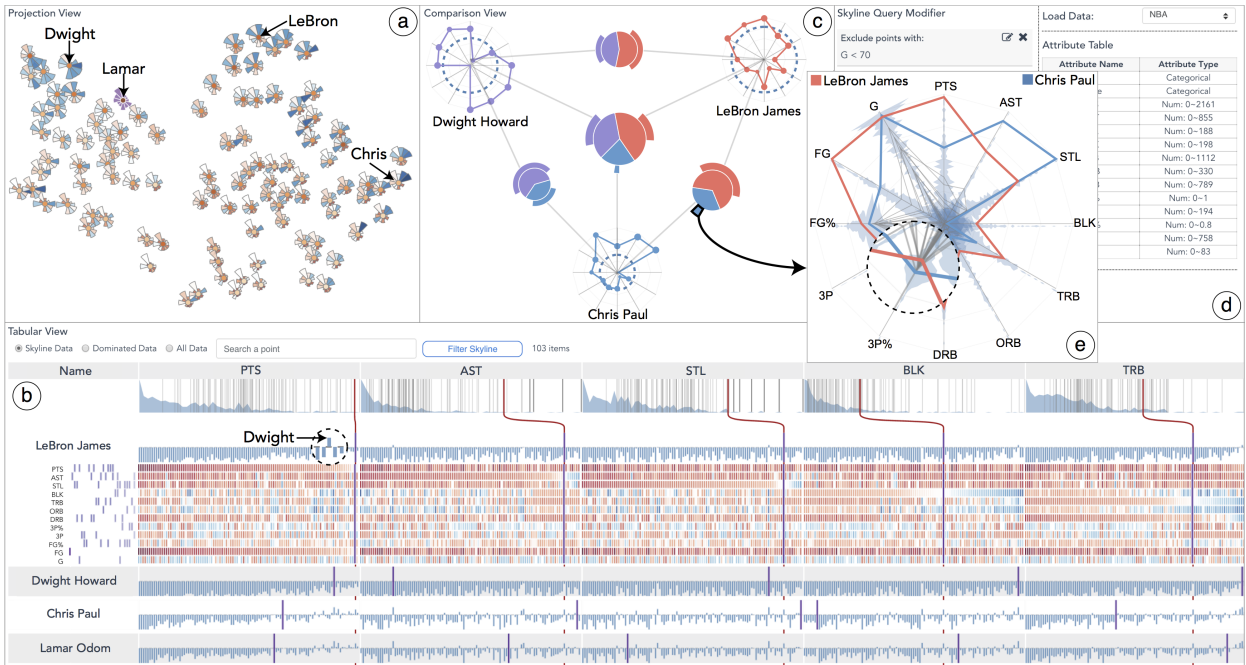 Projection View
a
Dwight
LeBron
Lamar
Chris
Comparison View
c
Dwight Howard
LeBron James
Chris Paul
Skyline Query Modifier
Exclude points with:
G < 70
Load Data:
NBA
Attribute Table
Attribute Name
Attribute Type
Categorical
Categorical
Num: 0~2161
Num: 0~855
Num: 0~188
Num: 0~198
Num: 0~1112
Num: 0~330
Num: 0~789
Num: 0~1
Num: 0~194
Num: 0~0.8
Num: 0~758
Num: 0~83
d
LeBron James
Chris Paul
PTS
G
AST
FG
STL
FG%
BLK
3P
TRB
3P%
ORB
DRB
e
Tabular View
Skyline Data
Dominated Data
All Data
Search a point
Filter Skyline
103 items
Name
PTS
AST
STL
BLK
TRB
b
Dwight
LeBron James
PTS
AST
STL
BLK
TRB
ORB
DRB
3P%
3P
FG%
FG
G
Dwight Howard
Chris Paul
Lamar Odom